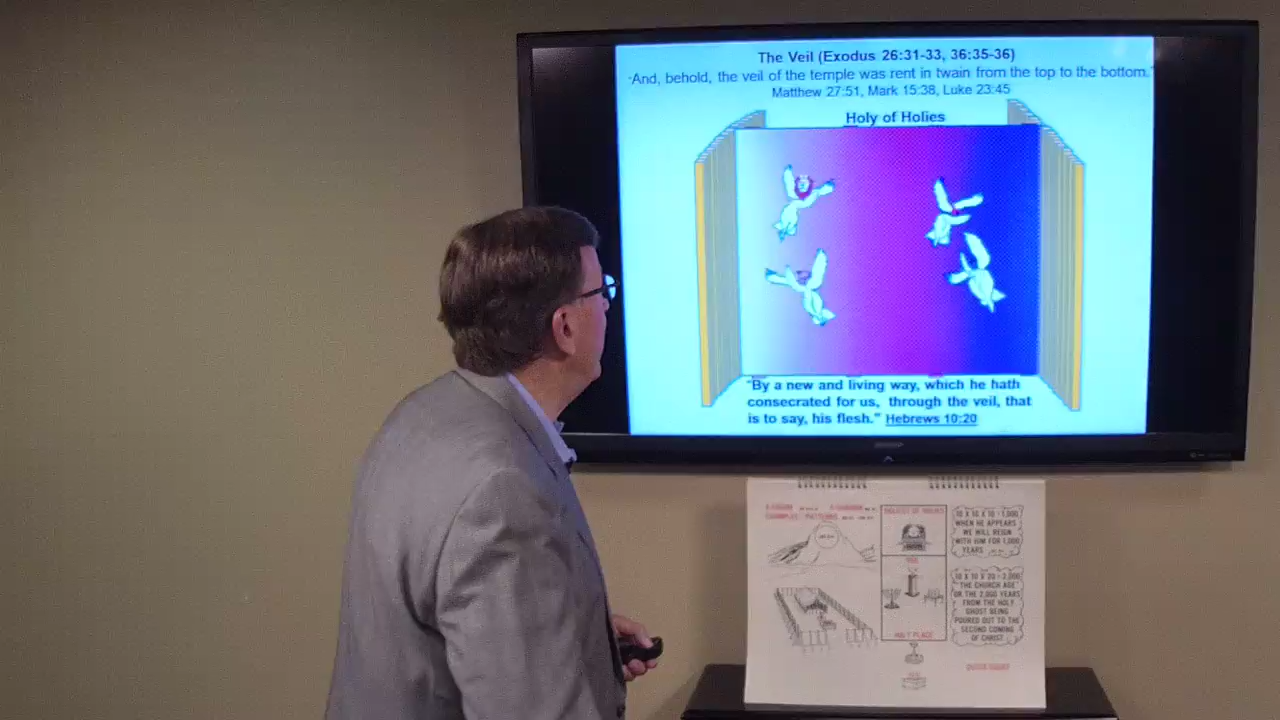 The Veil (Exodus 26:31-33, 36:35-36)
"And, behold, the veil of the temple was rent in twain from the top to the bottom."
Matthew 27:51, Mark 15:38, Luke 23:45
Holy of Holies
"By a new and living way, which he hath
consecrated for us, through the veil, that
is to say, his flesh." Hebrews 10:20
EXAMPLES PATTERNS
HOLIEST OF HOLIES
10 X 10 X 10 - 1,000
WHEN HE APPEARS
WE WILL REIGN
WITH HIM FOR 1,000
YEARS
10 X 10 X 20 - 2,000
THE CHURCH AGE
OR THE 2,000 YEARS
FROM THE HOLY
GHOST BEING
POURED OUT TO THE
SECOND COMING
OF CHRIST
HOLY PLACE
OUTER COURT